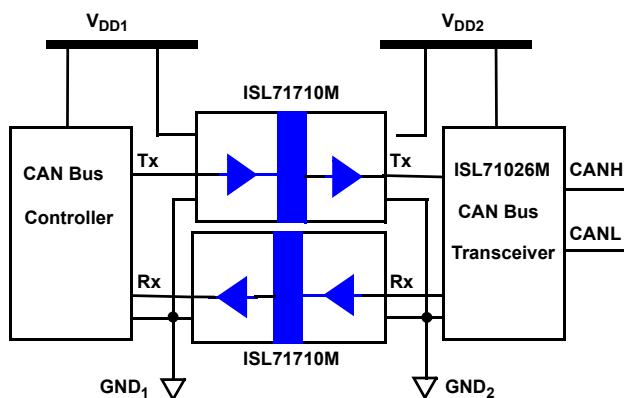 VDD1
VDD2
ISL71710M
CAN Bus
Controller
Tx
Tx
ISL71026M
CAN Bus
Transceiver
CANH
CANL
Rx
Rx
ISL71710M
GND1
GND2